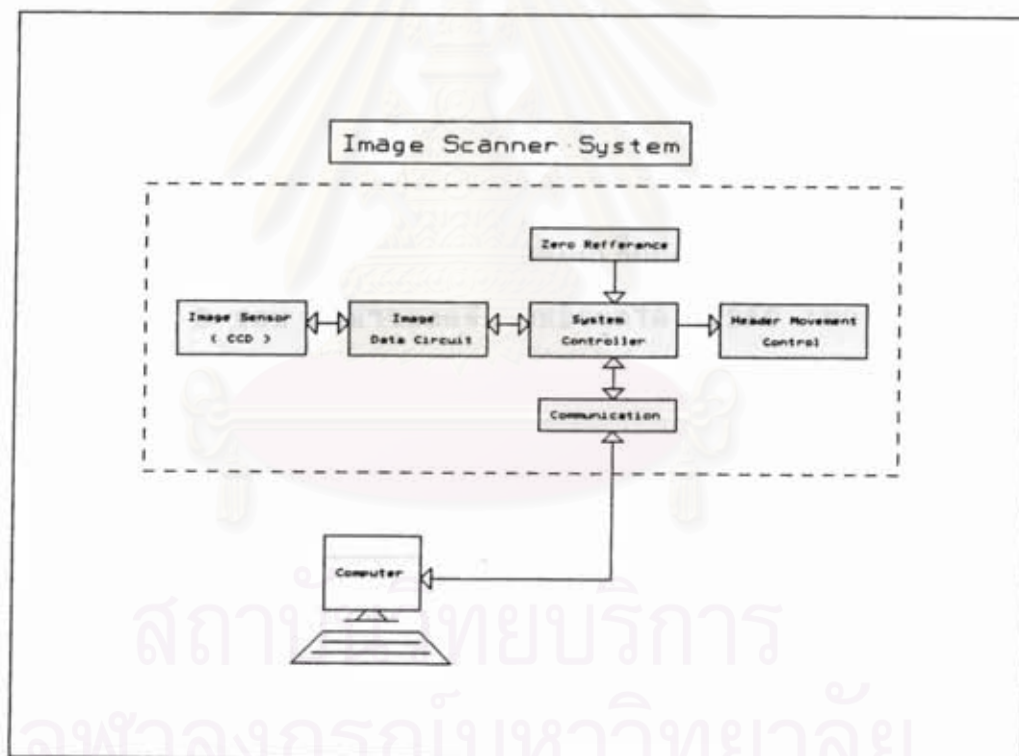 Image Scanner System
Zero Refference
Image Sensor
( CCD )
Image
Data Circuit
System
Controller
Header Movement
Control
Communication
Computer
สถาบันวิทยบริการ
จุฬาลงกรณ์มหาวิทยาลัย